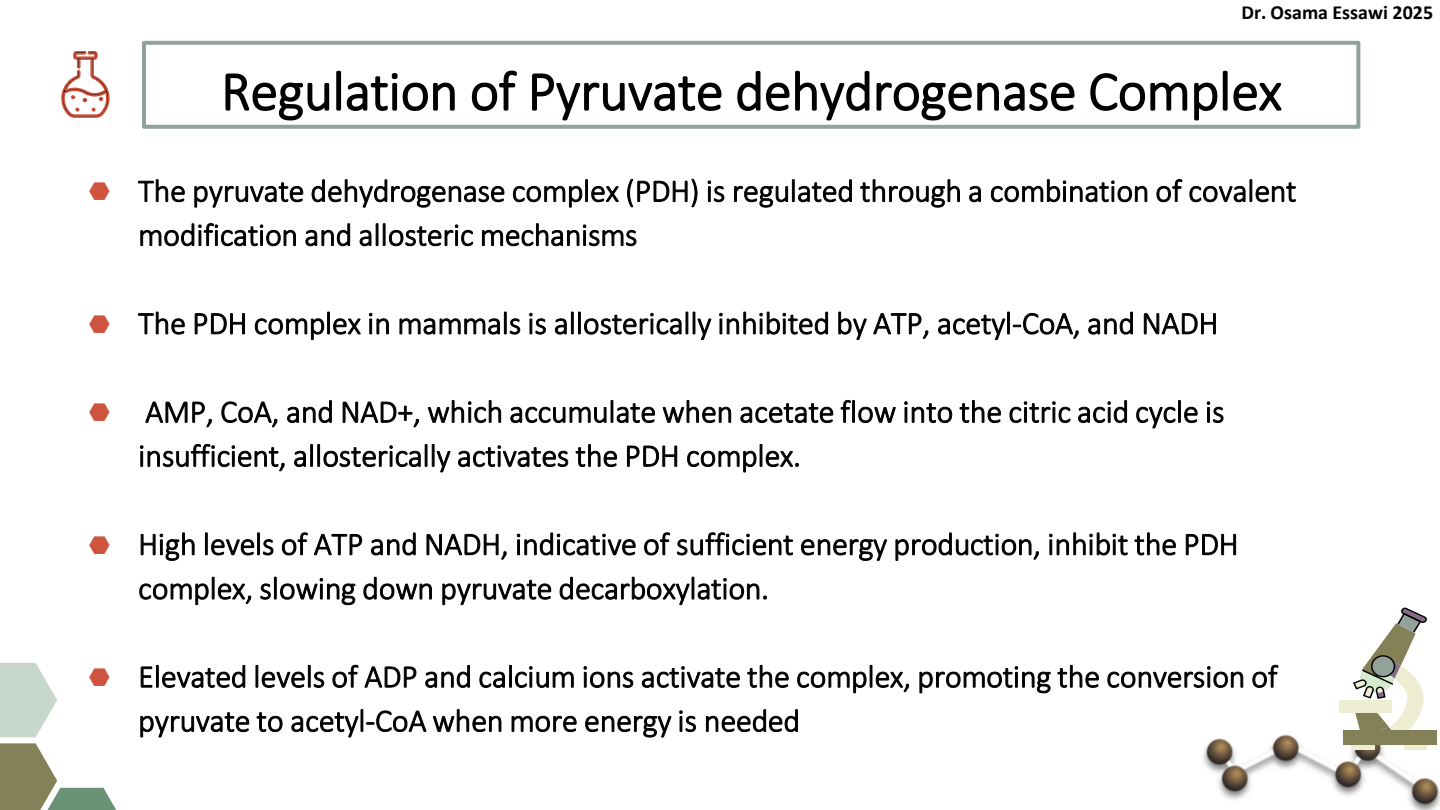 Dr. Osama Essawi 2025
Regulation of Pyruvate dehydrogenase Complex
The pyruvate dehydrogenase complex (PDH) is regulated through a combination of covalent
modification and allosteric mechanisms
The PDH complex in mammals is allosterically inhibited by ATP, acetyl-CoA, and NADH
AMP, CoA, and NAD+, which accumulate when acetate flow into the citric acid cycle is
insufficient, allosterically activates the PDH complex.
High levels of ATP and NADH, indicative of sufficient energy production, inhibit the PDH
complex, slowing down pyruvate decarboxylation.
Elevated levels of ADP and calcium ions activate the complex, promoting the conversion of
pyruvate to acetyl-CoA when more energy is needed